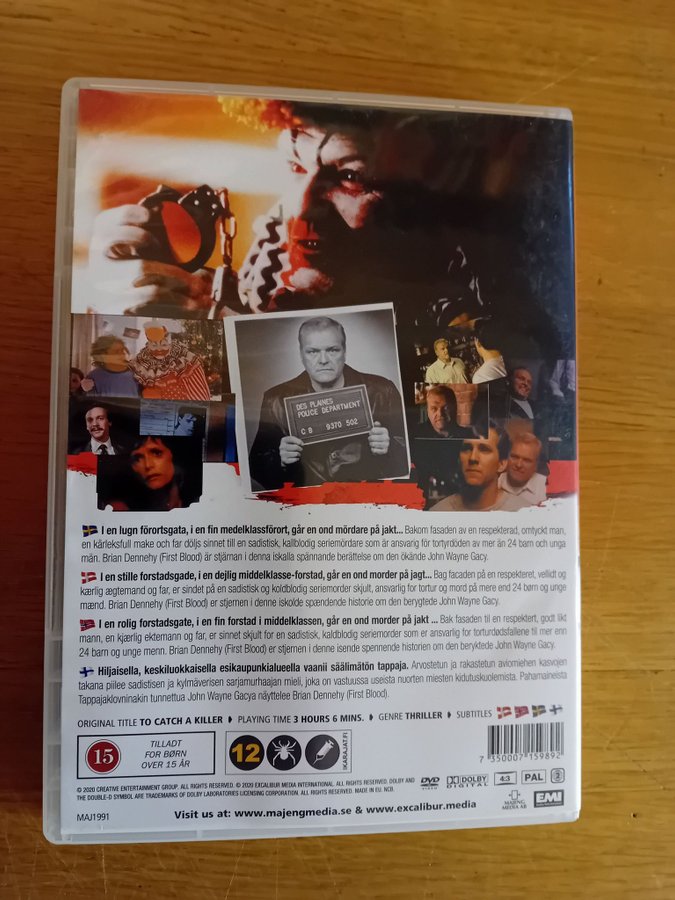 DES PLAINES
POLICE DEPARTMENT
C B 9370 502
I en lugn förortsgata, i en fin medelklassförort, går en ond mördare på jakt... Bakom fasaden av en respekterad, omtyckt man,
en kärleksfull make och far döljs sinnet till en sadistisk, kallblodig seriemördare som är ansvarig för tortyrdöden av mer än 24 barn och unga
män. Brian Dennehy (First Blood) är stjärnan i denna iskalla spännande berättelse om den ökände John Wayne Gacy.
I en stille forstadsgade, i en dejlig middelklasse-forstad, går en ond morder på jagt... Bag facaden på en respekteret, vellidt og
kærlig ægtemand og far, er sindet på en sadistisk og koldblodig seriemorder skjult, ansvarlig for tortur og mord på mere end 24 børn og unge
mænd. Brian Dennehy (First Blood) er stjernen i denne iskolde spændende historie om den berygtede John Wayne Gacy.
I en rolig forstadsgate, i en fin forstad i middelklassen, går en ond morder på jakt ... Bak fasaden til en respektert, godt likt
mann, en kjærlig ektemann og far, er sinnet skjult for en sadistisk, kaldblodig seriemorder som er ansvarlig for torturdødsfallene til mer enn
24 barn og unge menn. Brian Dennehy (First Blood) er stjernen i denne isende spennende historien om den beryktede John Wayne Gacy.
Hiljaisella, keskiluokkaisella esikaupunkialueella vaanii säälimätön tappaja. Arvostetun ja rakastetun aviomiehen kasvojen
takana piilee sadistisen ja kylmäverisen sarjamurhaajan mieli, joka on vastuussa useista nuorten miesten kidutuskuolemista. Pahamaineista
Tappajaklovninakin tunnettua John Wayne Gacya näyttelee Brian Dennehy (First Blood).
ORIGINAL TITLE TO CATCH A KILLER PLAYING TIME 3 HOURS 6 MINS. GENRE THRILLER SUBTITLES
15
TILLADT
FOR BØRN
OVER 15 ÅR
12
IKARAJAT.FI
7 350007 159892
© 2020 CREATIVE ENTERTAINMENT GROUP. ALL RIGHTS RESERVED. © 2020 EXCALIBUR MEDIA INTERNATIONAL. ALL RIGHTS RESERVED. DOLBY AND
THE DOUBLE-D SYMBOL ARE TRADEMARKS OF DOLBY LABORATORIES LICENSING CORPORATION. ALL RIGHTS RESERVED. MADE IN EU. NCB.
DVD
VIDEO
DOLBY
DIGITAL
4:3
PAL
2
MAJENG
MEDIA AB
EMI
MAJ1991
Visit us at: www.majengmedia.se & www.excalibur.media